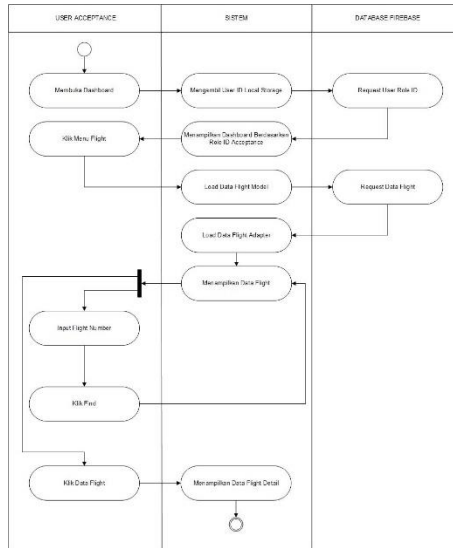 USER ACCEPTANCE
SISTEM
DATABASE FIREBASE
Membuka Dashboard
Mengambil User ID Local Storage
Request User Role ID
Klik Menu Flight
Menampilkan Dashboard Berdasarkan
Role ID Acceptance
Load Data Flight Model
Request Data Flight
Load Data Flight Adapter
Menampilkan Data Flight
Input Flight Number
Klik Find
Klik Data Flight
Menampilkan Data Flight Detail